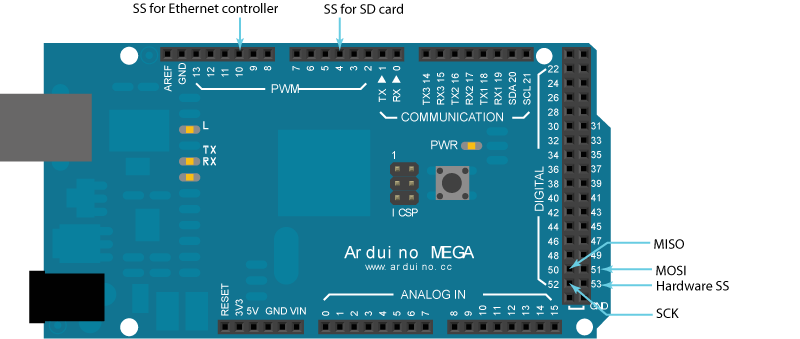 SS for Ethernet controller
SS for SD card
AREF
GND
13
12
11
10
9
8
7
6
5
4
3
2
1
0
TX
RX
PWM
TX3 14
RX3 15
TX2 16
RX2 17
TX1 18
RX1 19
SDA 20
SCL 21
COMMUNICATION
L
TX
RX
PWR
1
ICSP
DIGITAL
22
24
26
28
30 31
32 33
34 35
36 37
38 39
40 41
42 43
44 45
46 47
48 49
50 51
52 53
GND
MISO
MOSI
Hardware SS
SCK
Arduino MEGA
www.arduino.cc
RESET
3V3
5V
GND
VIN
ANALOG IN
0
1
2
3
4
5
6
7
8
9
10
11
12
13
14
15